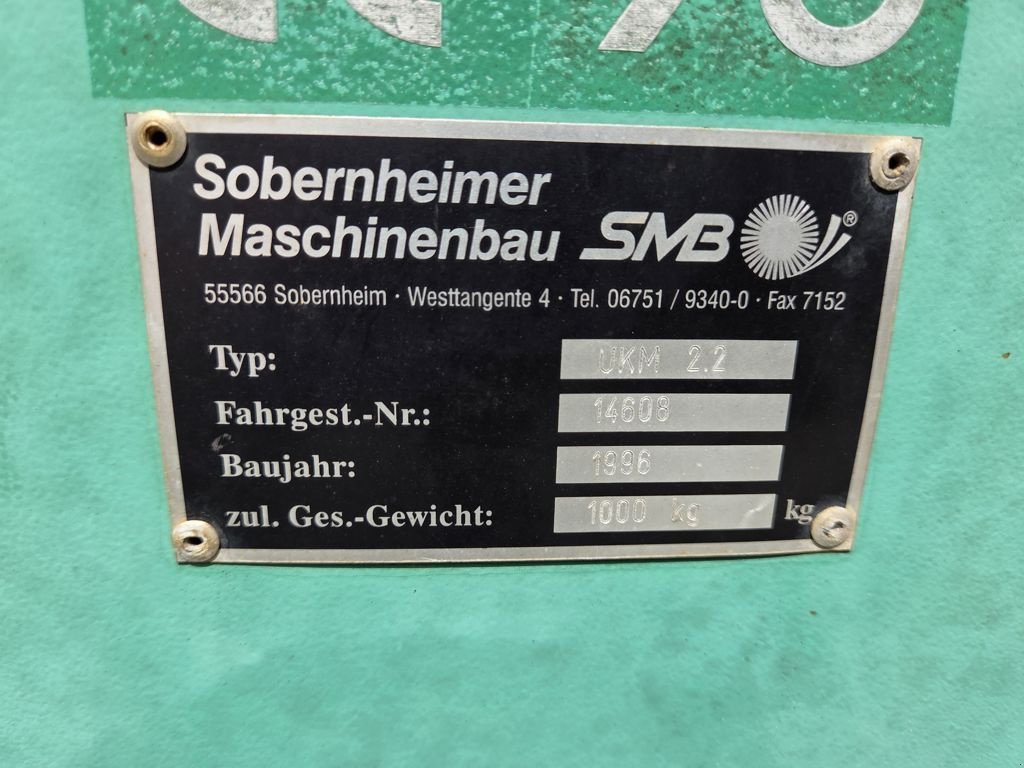 Sobernheimer
Maschinenbau SMB ®
55566 Sobernheim · Westtangente 4 · Tel. 06751 / 9340-0 · Fax 7152
Typ: UKM 2.2
Fahrgest.-Nr.: 14608
Baujahr: 1996
zul. Ges.-Gewicht: 1000 kg kg